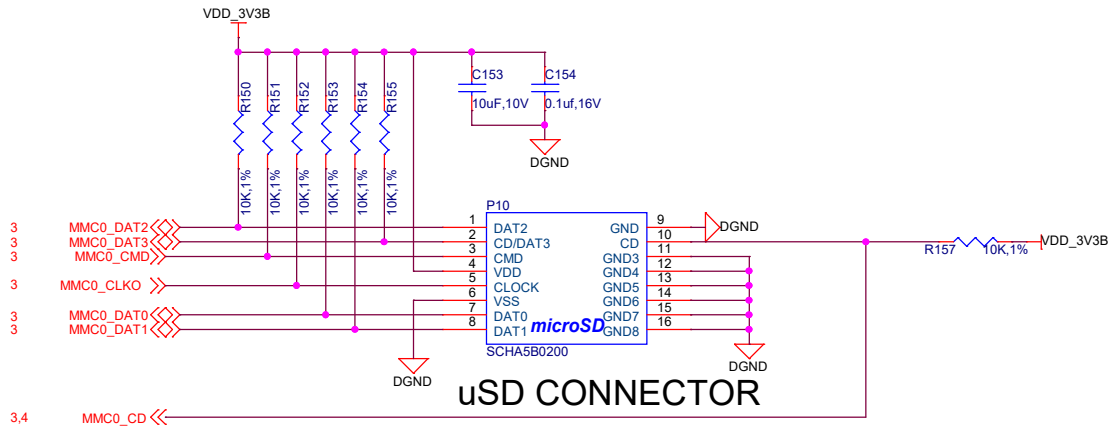 VDD_3V3B
R150
R151
R152
R153
R154
R155
10K,1%
10K,1%
10K,1%
10K,1%
10K,1%
10K,1%
C153
10uF,10V
C154
0.1uf,16V
DGND
P10
3 MMC0_DAT2 1 DAT2 GND 9 DGND
3 MMC0_DAT3 2 CD/DAT3 CD 10
3 MMC0_CMD 3 CMD GND3 11
4 VDD GND4 12
3 MMC0_CLKO 5 CLOCK GND5 13
6 VSS GND6 14
3 MMC0_DAT0 7 DAT0 GND7 15
3 MMC0_DAT1 8 DAT1 microSD GND8 16
R157 10K,1% VDD_3V3B
SCHA5B0200
DGND
DGND
uSD CONNECTOR
3,4 MMC0_CD